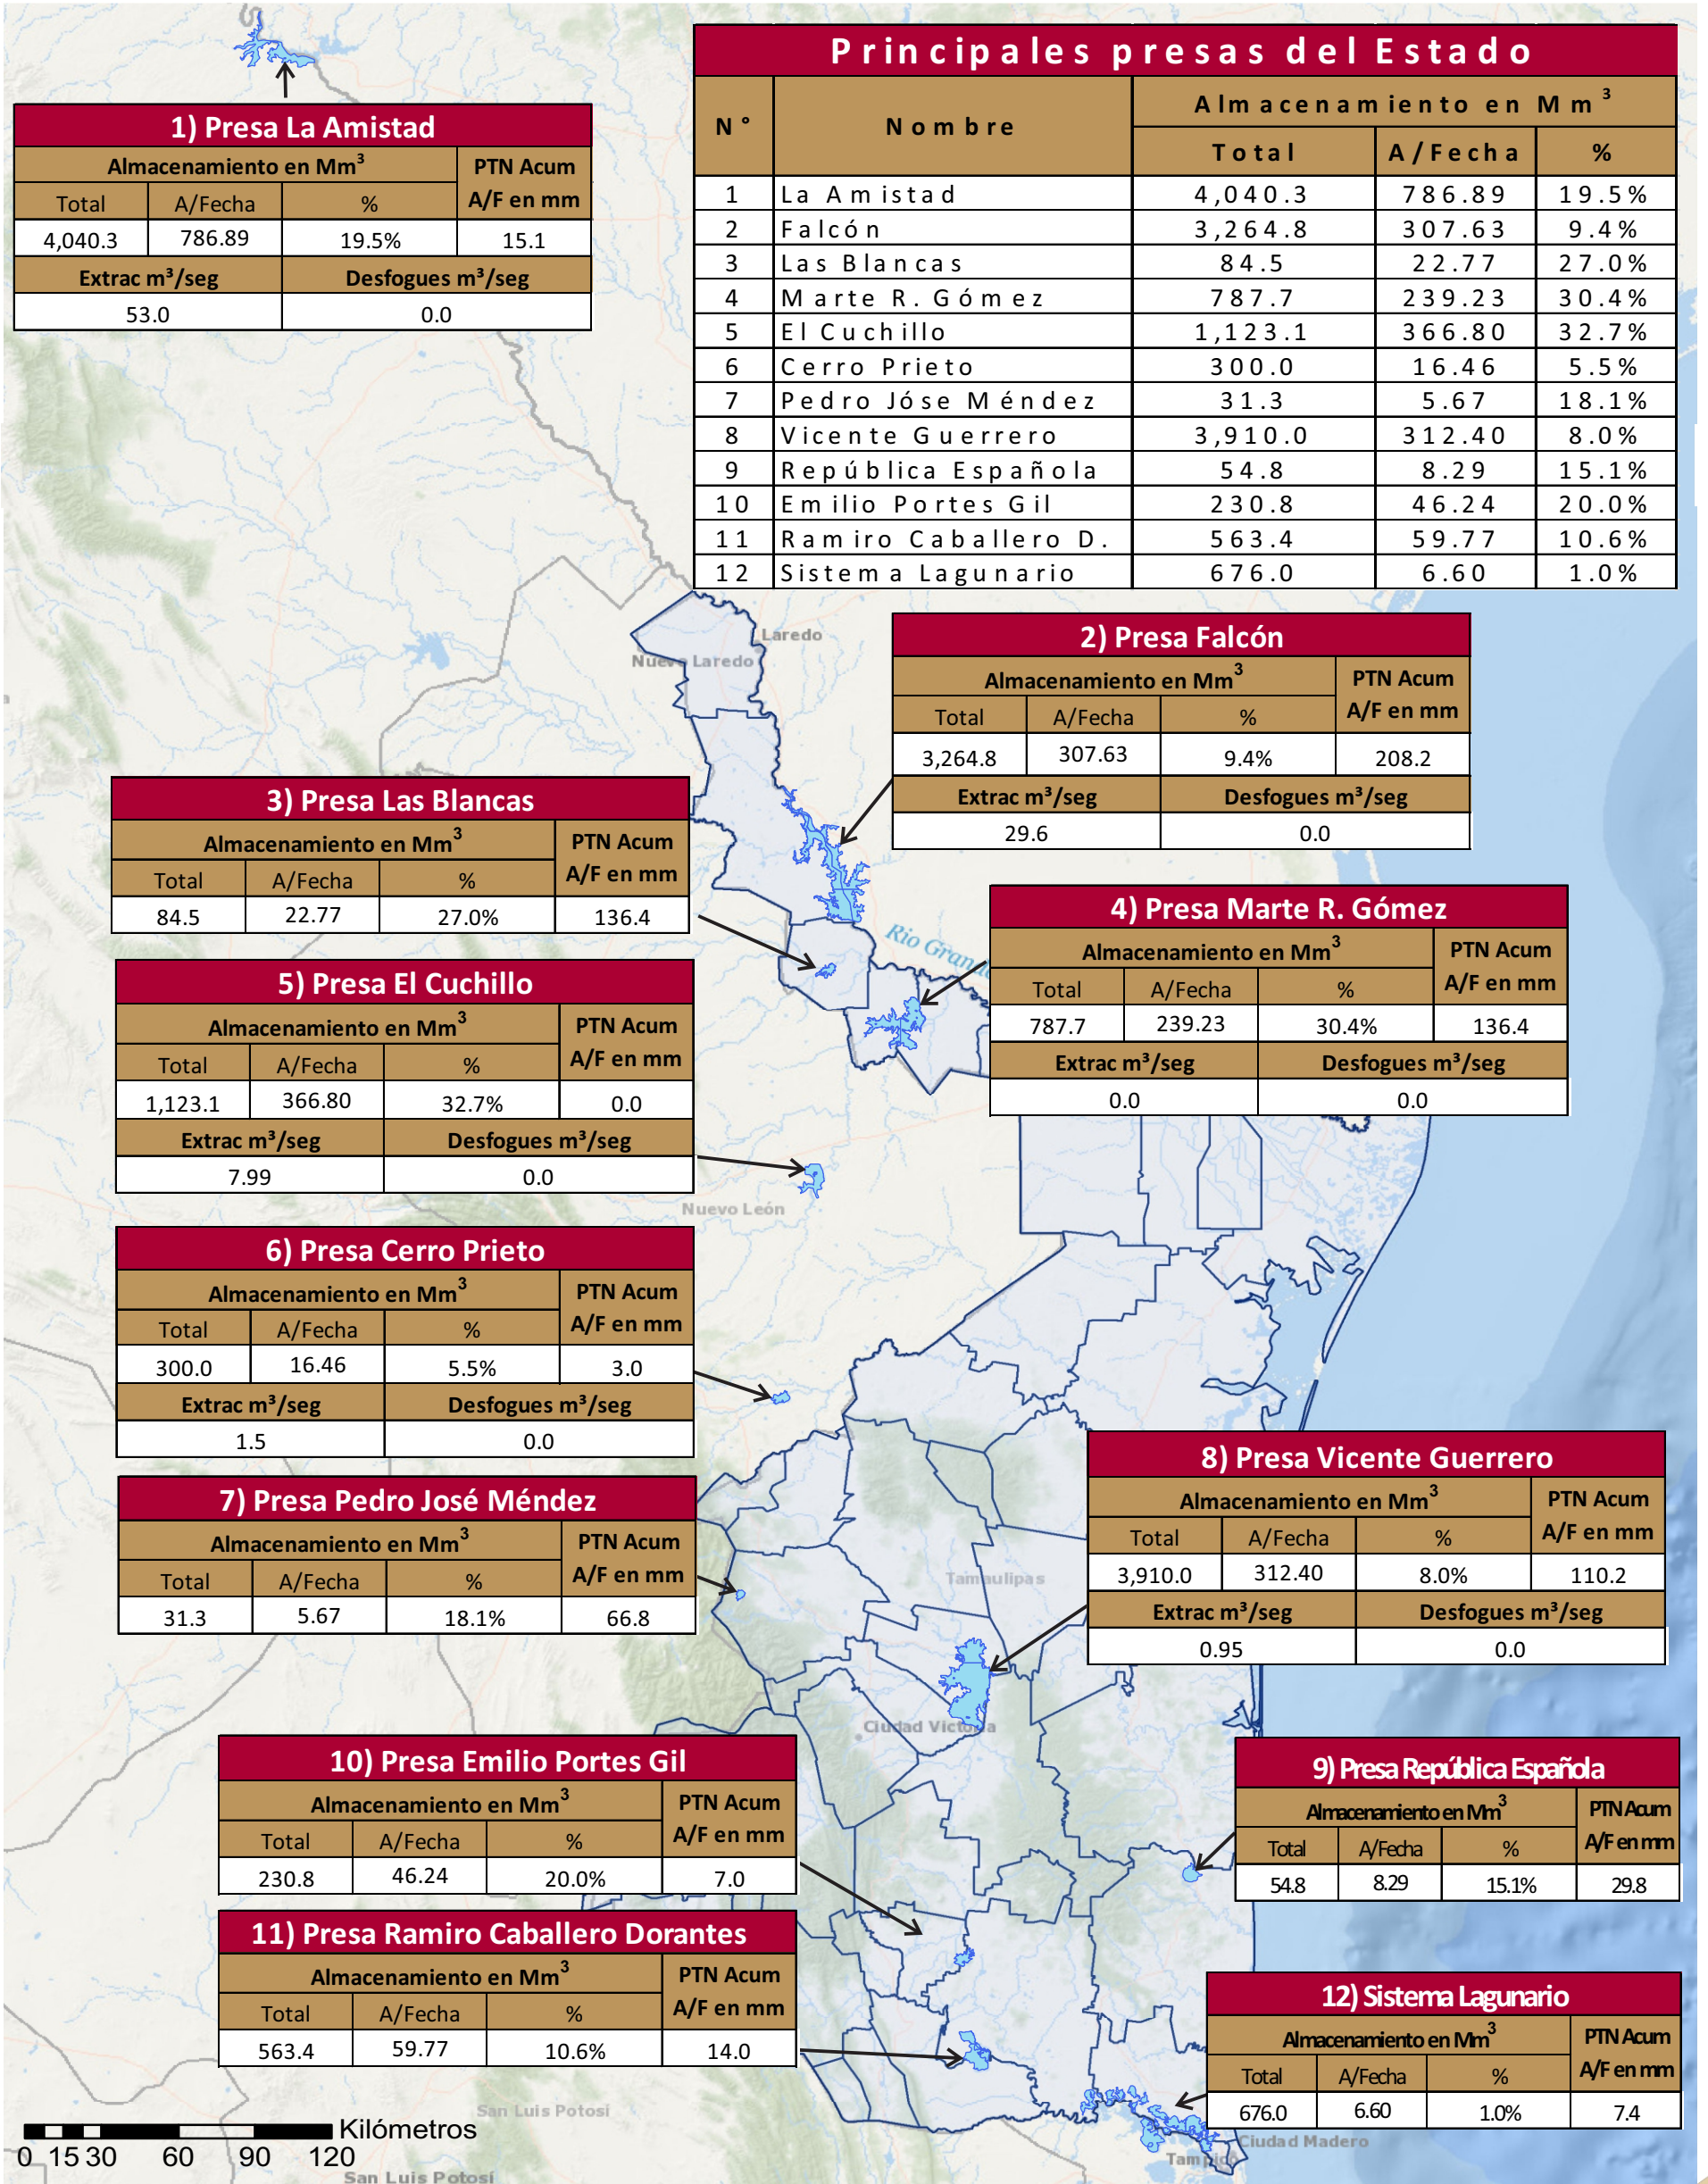 Principales presas del Estado
N° Nombre Almacenamiento en Mm³
Total A/Fecha %
1 La Amistad 4,040.3 786.89 19.5%
2 Falcón 3,264.8 307.63 9.4%
3 Las Blancas 84.5 22.77 27.0%
4 Marte R. Gómez 787.7 239.23 30.4%
5 El Cuchillo 1,123.1 366.80 32.7%
6 Cerro Prieto 300.0 16.46 5.5%
7 Pedro Jóse Méndez 31.3 5.67 18.1%
8 Vicente Guerrero 3,910.0 312.40 8.0%
9 República Española 54.8 8.29 15.1%
10 Emilio Portes Gil 230.8 46.24 20.0%
11 Ramiro Caballero D. 563.4 59.77 10.6%
12 Sistema Lagunario 676.0 6.60 1.0%
1) Presa La Amistad
Almacenamiento en Mm³ PTN Acum
Total A/Fecha % A/F en mm
4,040.3 786.89 19.5% 15.1
Extrac m³/seg Desfogues m³/seg
53.0 0.0
Laredo
Nuevo Laredo
2) Presa Falcón
Almacenamiento en Mm³ PTN Acum
Total A/Fecha % A/F en mm
3,264.8 307.63 9.4% 208.2
Extrac m³/seg Desfogues m³/seg
29.6 0.0
3) Presa Las Blancas
Almacenamiento en Mm³ PTN Acum
Total A/Fecha % A/F en mm
84.5 22.77 27.0% 136.4
Rio Grand
4) Presa Marte R. Gómez
Almacenamiento en Mm³ PTN Acum
Total A/Fecha % A/F en mm
787.7 239.23 30.4% 136.4
Extrac m³/seg Desfogues m³/seg
0.0 0.0
5) Presa El Cuchillo
Almacenamiento en Mm³ PTN Acum
Total A/Fecha % A/F en mm
1,123.1 366.80 32.7% 0.0
Extrac m³/seg Desfogues m³/seg
7.99 0.0
Nuevo León
6) Presa Cerro Prieto
Almacenamiento en Mm³ PTN Acum
Total A/Fecha % A/F en mm
300.0 16.46 5.5% 3.0
Extrac m³/seg Desfogues m³/seg
1.5 0.0
7) Presa Pedro José Méndez
Almacenamiento en Mm³ PTN Acum
Total A/Fecha % A/F en mm
31.3 5.67 18.1% 66.8
Tamaulipas
8) Presa Vicente Guerrero
Almacenamiento en Mm³ PTN Acum
Total A/Fecha % A/F en mm
3,910.0 312.40 8.0% 110.2
Extrac m³/seg Desfogues m³/seg
0.95 0.0
Ciudad Victoria
10) Presa Emilio Portes Gil
Almacenamiento en Mm³ PTN Acum
Total A/Fecha % A/F en mm
230.8 46.24 20.0% 7.0
9) Presa República Española
Almacenamiento en Mm³ PTN Acum
Total A/Fecha % A/F en mm
54.8 8.29 15.1% 29.8
11) Presa Ramiro Caballero Dorantes
Almacenamiento en Mm³ PTN Acum
Total A/Fecha % A/F en mm
563.4 59.77 10.6% 14.0
12) Sistema Lagunario
Almacenamiento en Mm³ PTN Acum
Total A/Fecha % A/F en mm
676.0 6.60 1.0% 7.4
San Luis Potosí
Ciudad Madero
Tampico
Kilómetros
0 15 30 60 90 120
San Luis Potosí